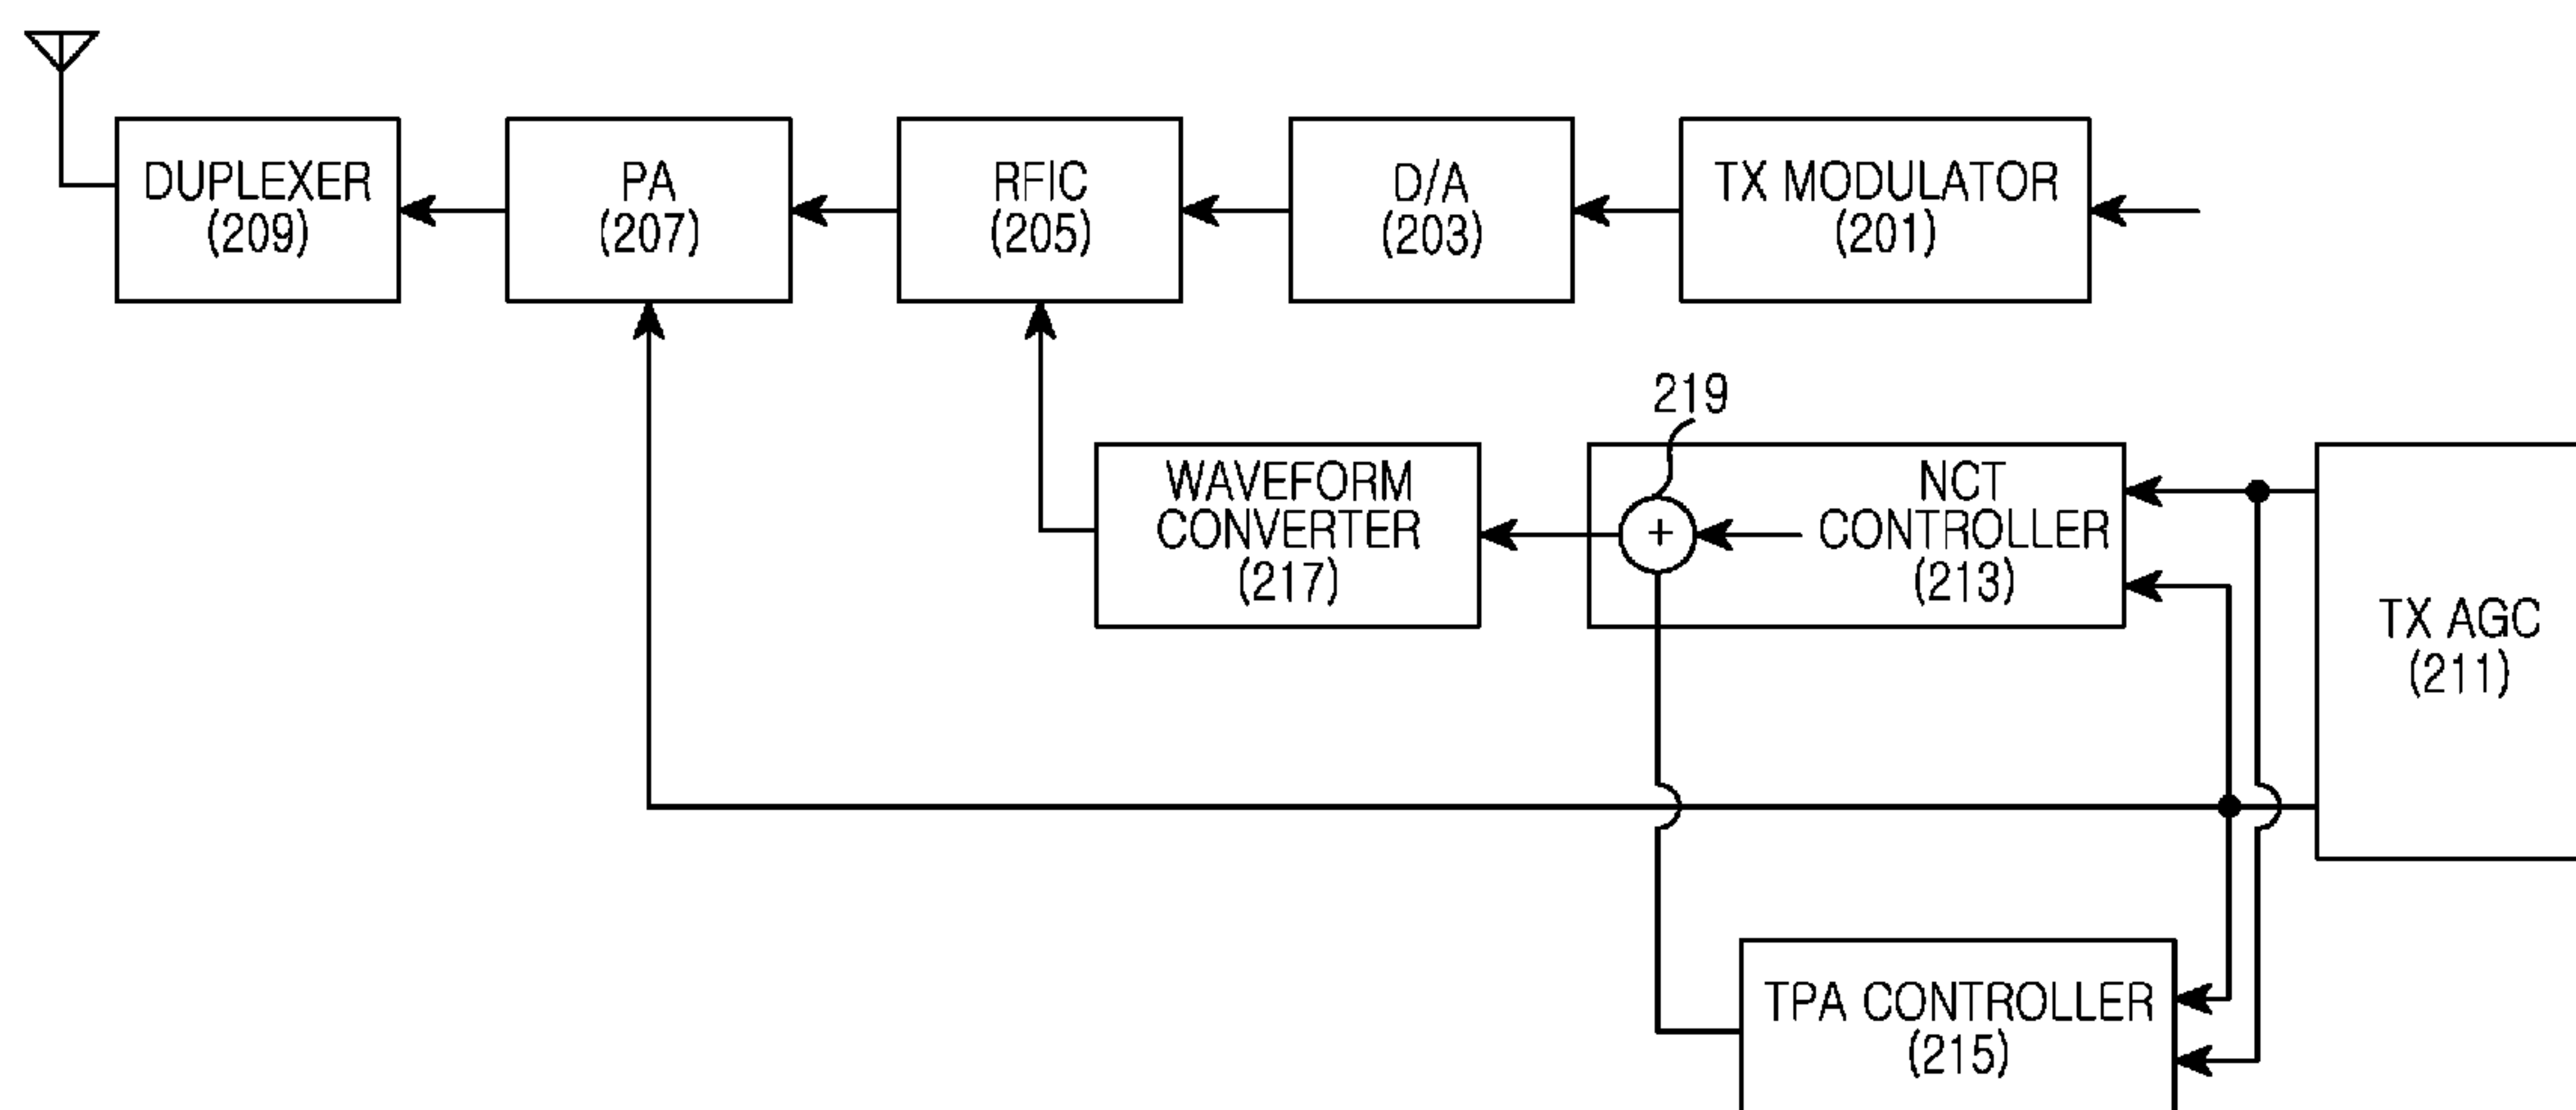 DUPLEXER
(209)
PA
(207)
RFIC
(205)
D/A
(203)
TX MODULATOR
(201)
219
WAVEFORM
CONVERTER
(217)
+
NCT
CONTROLLER
(213)
TX AGC
(211)
TPA CONTROLLER
(215)